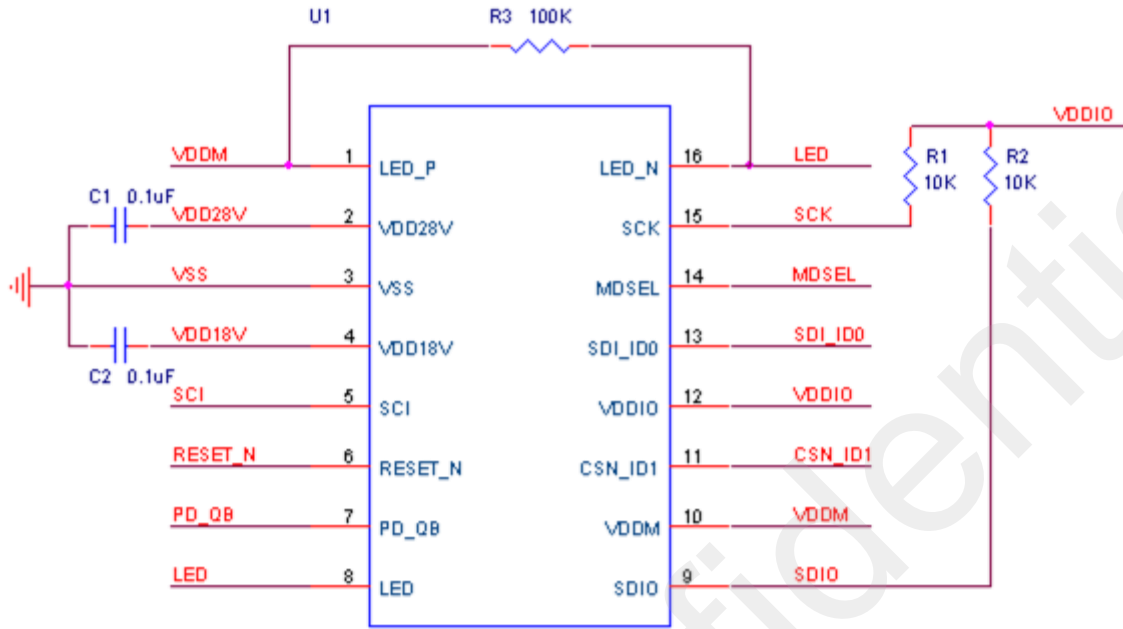 U1
R3 100K
VDDIO
VDDM 1 LED_P LED_N 16 LED
R1 R2
10K 10K
C1 0.1uF
VDD28V 2 VDD28V SCK 15 SCK
VSS 3 VSS MDSEL 14 MDSEL
VDD18V 4 VDD18V SDI_ID0 13 SDI_ID0
C2 0.1uF
SCI 5 SCI VDDIO 12 VDDIO
RESET_N 6 RESET_N CSN_ID1 11 CSN_ID1
PD_QB 7 PD_QB VDDM 10 VDDM
LED 8 LED SDIO 9 SDIO